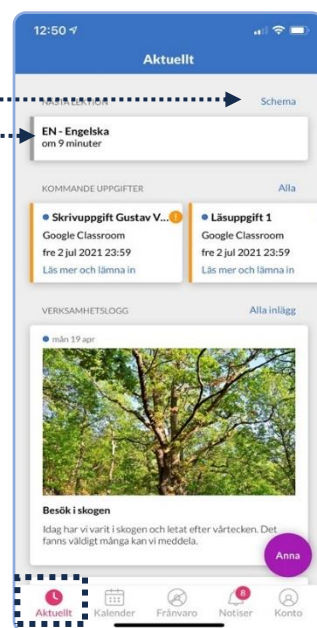 12:50
Aktuellt
NÄSTA LEKTION
Schema
EN - Engelska
om 9 minuter
KOMMANDE UPPGIFTER
Alla
Skrivuppgift Gustav V...
Google Classroom
fre 2 jul 2021 23:59
Läs mer och lämna in
Läsuppgift 1
Google Classroom
fre 2 jul 2021 23:59
Läs mer och lämna in
VERKSAMHETSLOGG
Alla inlägg
mån 19 apr
Besök i skogen
Idag har vi varit i skogen och letat efter vårtecken. Det
fanns väldigt många kan vi meddela.
Anna
8
Aktuellt
Kalender
Frånvaro
Notiser
Konto